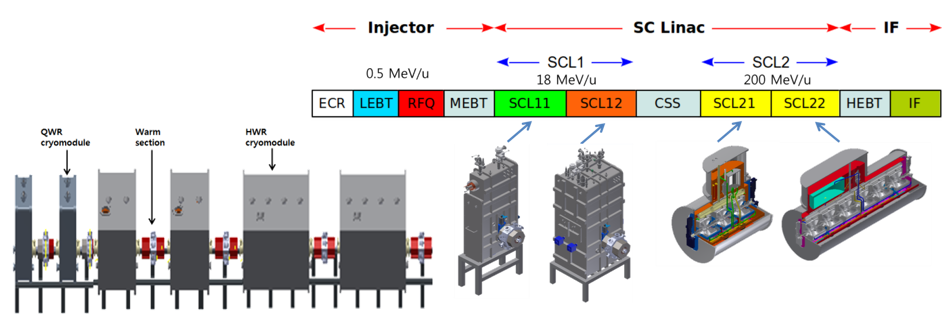 Injector
SC Linac
IF
SCL1
SCL2
0.5 MeV/u
18 MeV/u
200 MeV/u
ECR
LEBT
RFQ
MEBT
SCL11
SCL12
CSS
SCL21
SCL22
HEBT
IF
QWR
cryomodule
Warm
section
HWR
cryomodule